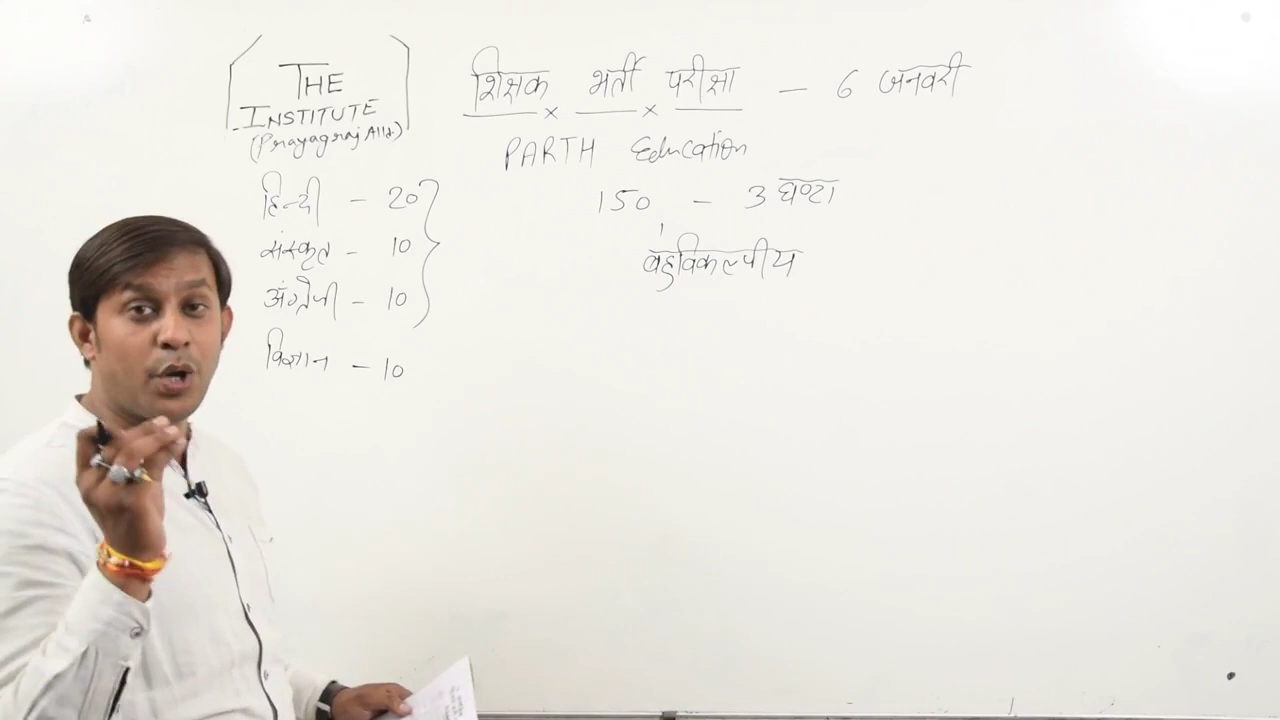 THE
INSTITUTE
(Prayagraj Alld.)
शिक्षक भर्ती परीक्षा - 6 जनवरी
PARTH Education
150 - 3 घण्टा
बहुविकल्पीय
हिन्दी - 20
संस्कृत - 10
अंग्रेजी - 10
विज्ञान - 10